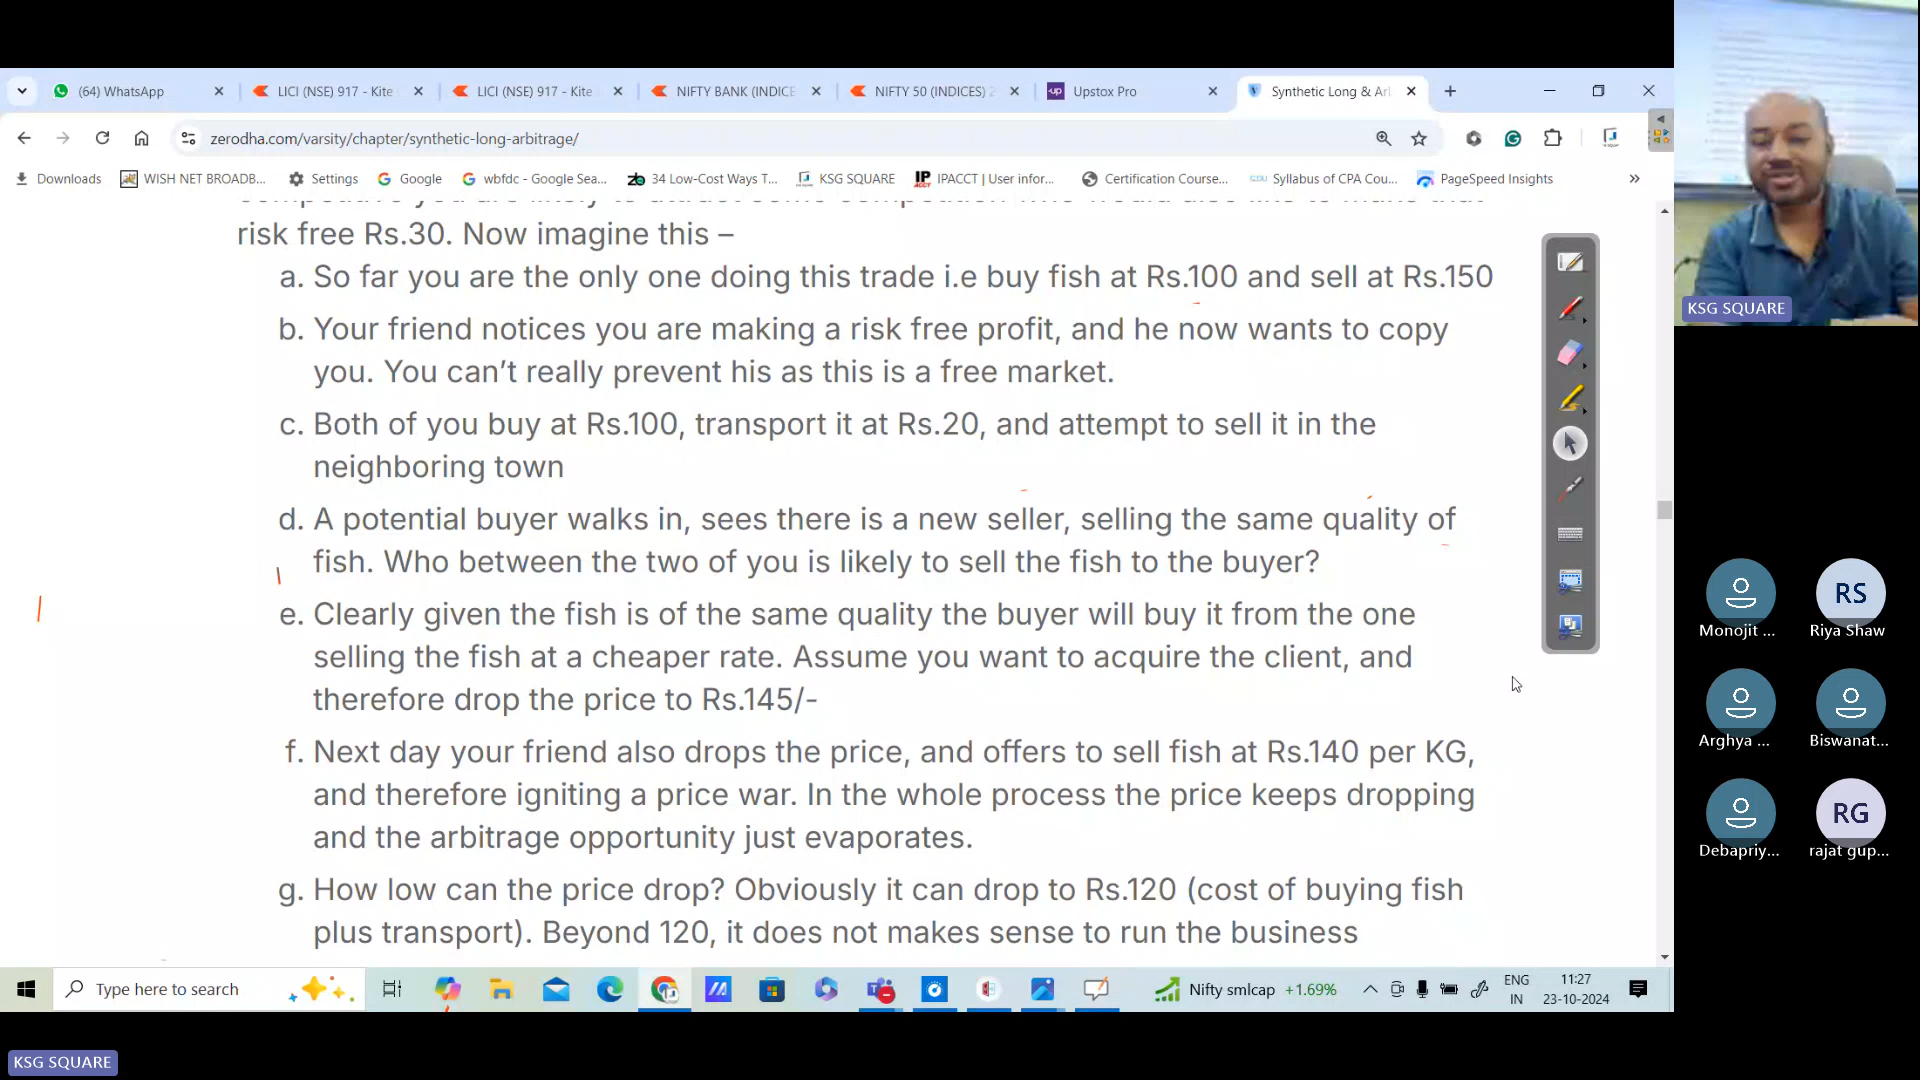 (64) WhatsApp
LICI (NSE) 917 - Kite
LICI (NSE) 917 - Kite
NIFTY BANK (INDICE
NIFTY 50 (INDICES)
Upstox Pro
Synthetic Long & Ar
zerodha.com/varsity/chapter/synthetic-long-arbitrage/
Downloads
WISH NET BROADB...
Settings
Google
wbfdc - Google Sea...
34 Low-Cost Ways T...
KSG SQUARE
IPACCT | User infor...
Certification Course...
Syllabus of CPA Cou...
PageSpeed Insights
risk free Rs.30. Now imagine this –
a. So far you are the only one doing this trade i.e buy fish at Rs.100 and sell at Rs.150
b. Your friend notices you are making a risk free profit, and he now wants to copy
you. You can’t really prevent his as this is a free market.
c. Both of you buy at Rs.100, transport it at Rs.20, and attempt to sell it in the
neighboring town
d. A potential buyer walks in, sees there is a new seller, selling the same quality of
fish. Who between the two of you is likely to sell the fish to the buyer?
e. Clearly given the fish is of the same quality the buyer will buy it from the one
selling the fish at a cheaper rate. Assume you want to acquire the client, and
therefore drop the price to Rs.145/-
f. Next day your friend also drops the price, and offers to sell fish at Rs.140 per KG,
and therefore igniting a price war. In the whole process the price keeps dropping
and the arbitrage opportunity just evaporates.
g. How low can the price drop? Obviously it can drop to Rs.120 (cost of buying fish
plus transport). Beyond 120, it does not makes sense to run the business
KSG SQUARE
Monojit ...
RS
Riya Shaw
Arghya ...
Biswanat...
Debapriy...
RG
rajat gup...
Type here to search
Nifty smlcap +1.69%
ENG
IN
11:27
23-10-2024
KSG SQUARE